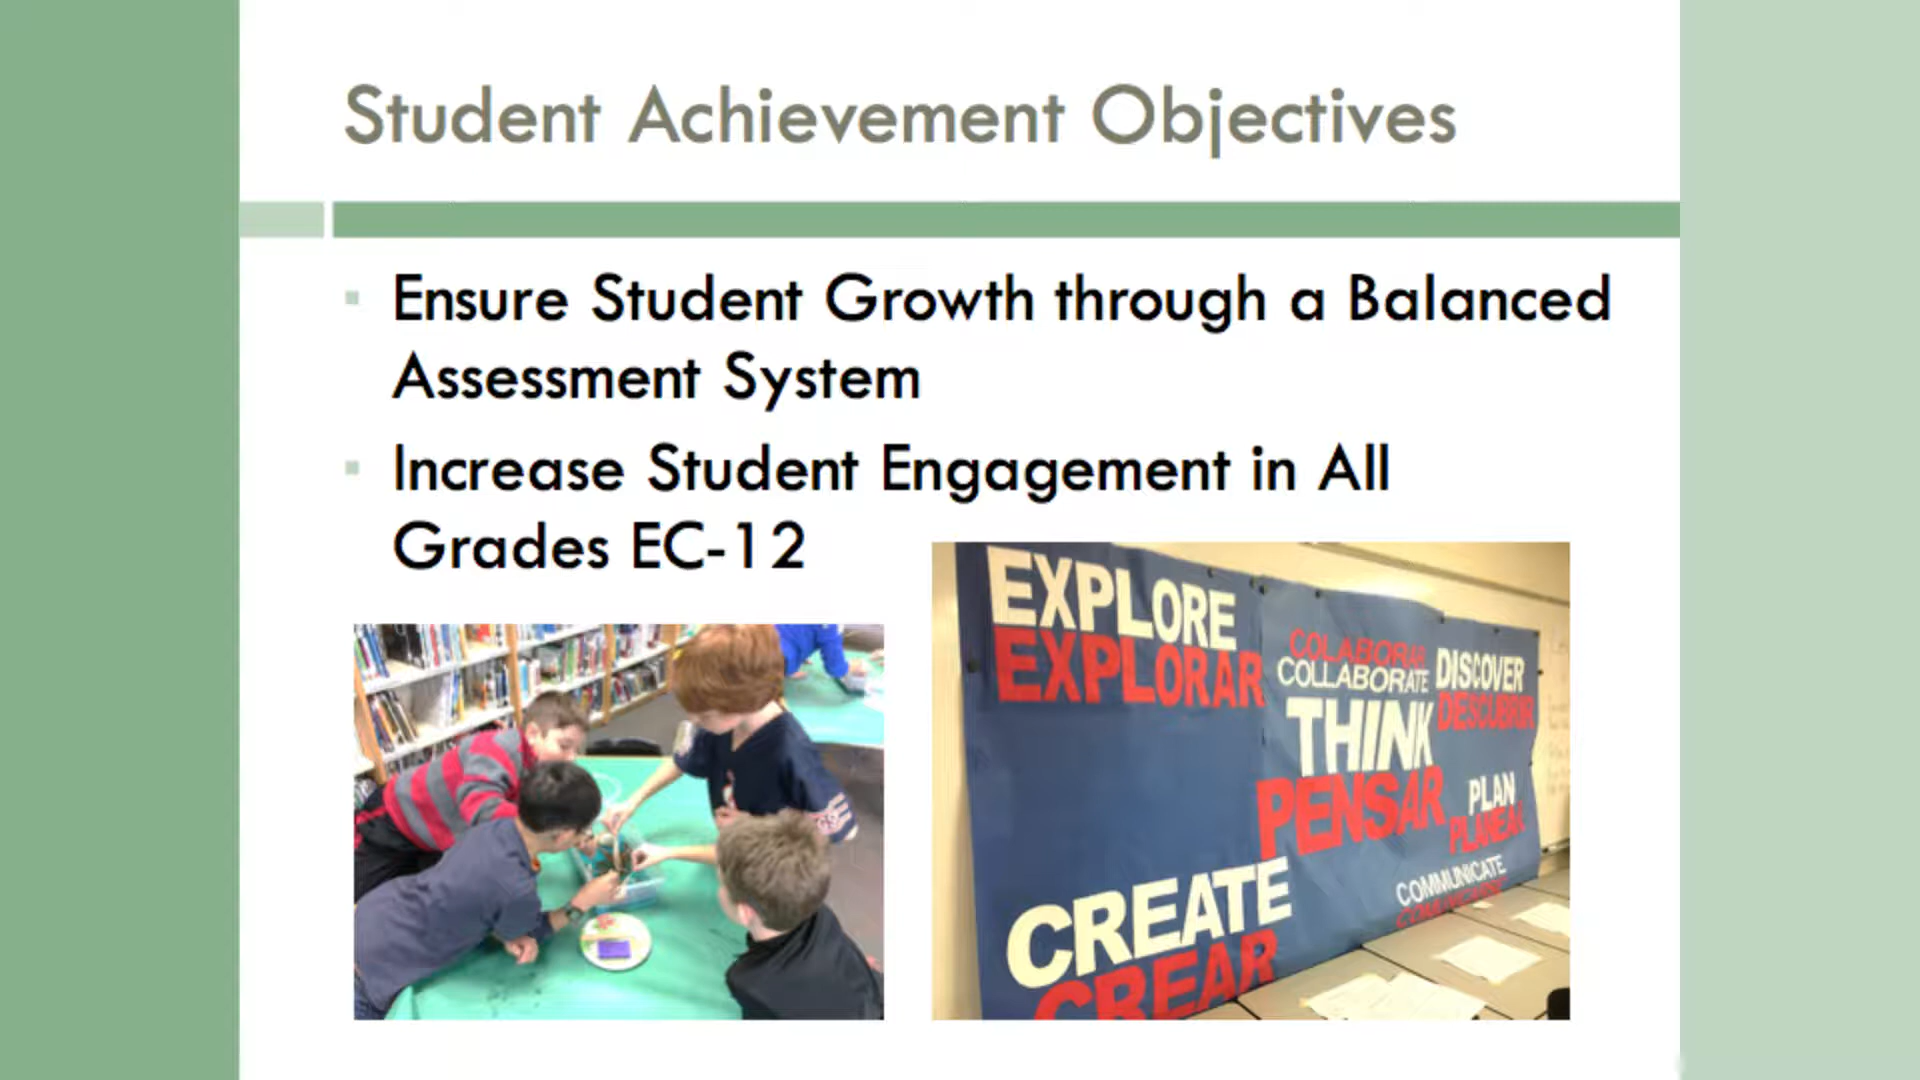 Student Achievement Objectives
Ensure Student Growth through a Balanced
Assessment System
Increase Student Engagement in All
Grades EC-12
EXPLORE
EXPLORAR
COLABORAR
COLLABORATE
DISCOVER
DESCUBRIR
THINK
PENSAR
PLAN
PLANEAR
COMMUNICATE
CREATE
CREAR